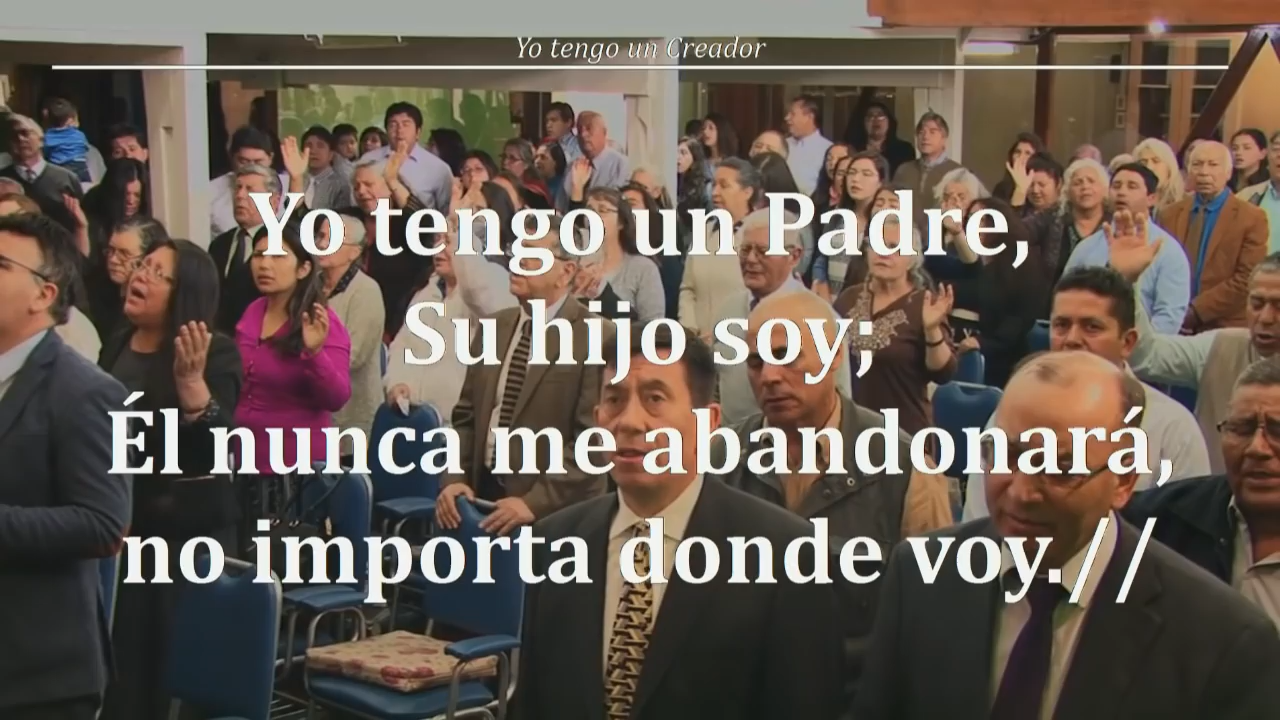 Yo tengo un Creador
Yo tengo un Padre,
Su hijo soy;
Él nunca me abandonará,
no importa donde voy.//